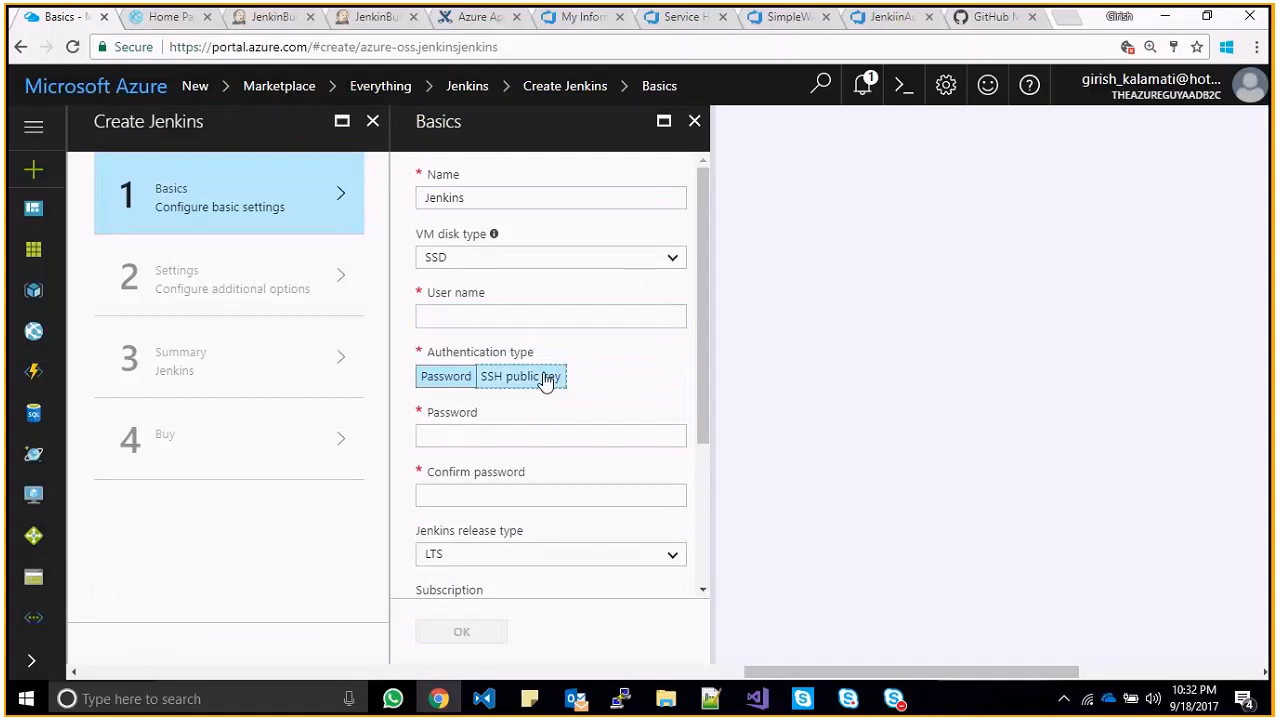 Basics - M
Home Pa
JenkinBu
JenkinBu
Azure Ap
My Infor
Service H
SimpleW
JenkiinA
GitHub M
Girish
Secure
https://portal.azure.com/#create/azure-oss.jenkinsjenkins
Microsoft Azure New > Marketplace > Everything > Jenkins > Create Jenkins > Basics
1
girish_kalamati@hot...
THEAZUREGUYAADB2C
Create Jenkins
Basics
1
Basics
Configure basic settings
2
Settings
Configure additional options
3
Summary
Jenkins
4
Buy
* Name
Jenkins
VM disk type
SSD
* User name
* Authentication type
Password SSH public key
* Password
* Confirm password
Jenkins release type
LTS
Subscription
OK
Type here to search
10:32 PM
9/18/2017
4